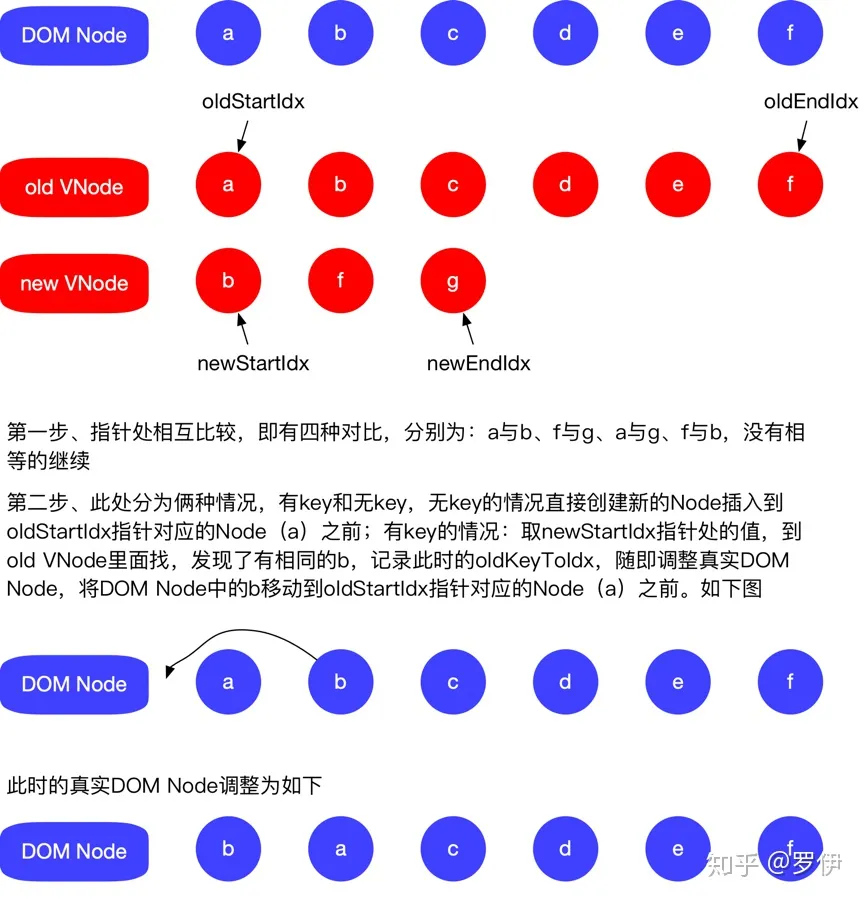 DOM Node a b c d e f
oldStartIdx oldEndIdx
old VNode a b c d e f
new VNode b f g
newStartIdx newEndIdx
第一步、指针处相互比较，即有四种对比，分别为：a与b、f与g、a与g、f与b，没有相
等的继续
第二步、此处分为俩种情况，有key和无key，无key的情况直接创建新的Node插入到
oldStartIdx指针对应的Node（a）之前；有key的情况：取newStartIdx指针处的值，到
old VNode里面找，发现了有相同的b，记录此时的oldKeyToIdx，随即调整真实DOM
Node，将DOM Node中的b移动到oldStartIdx指针对应的Node（a）之前。如下图
DOM Node a b c d e f
此时的真实DOM Node调整为如下
DOM Node b a c d e f
知乎 @罗伊